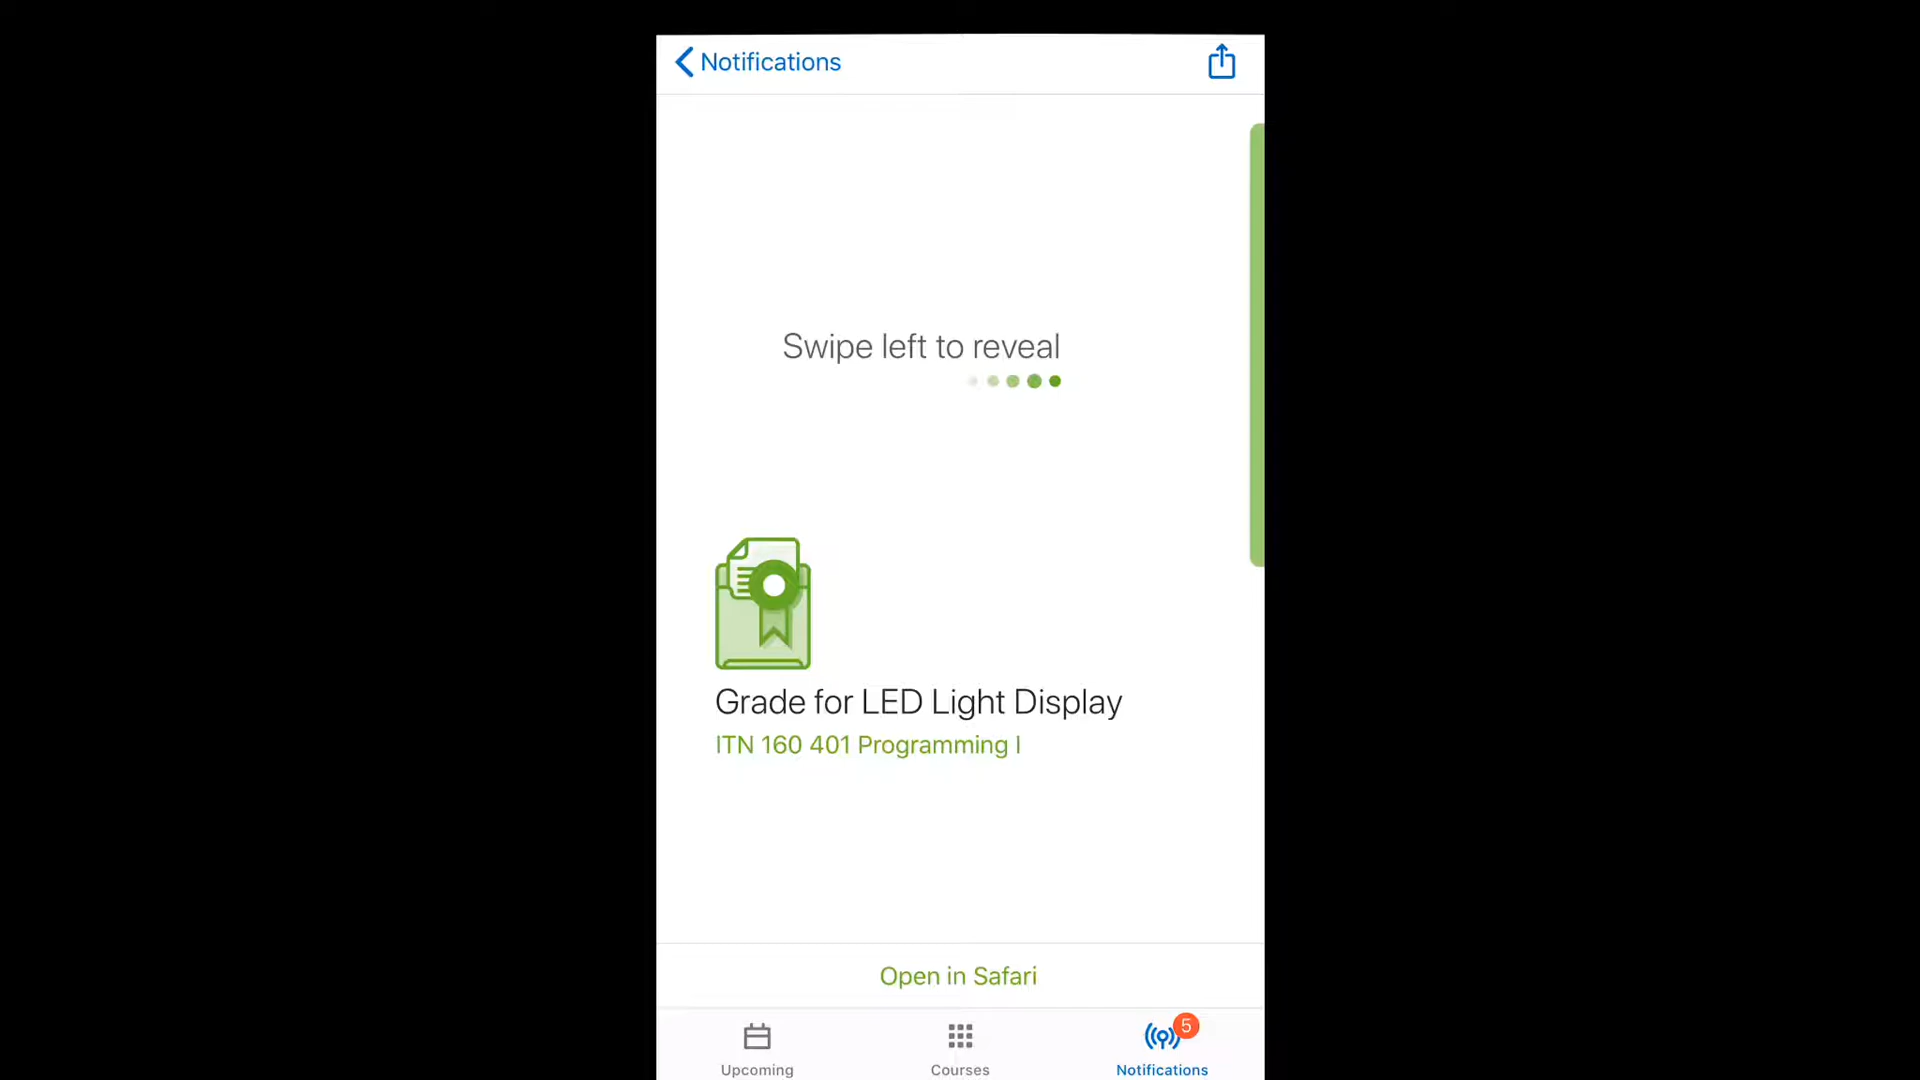 Notifications
Swipe left to reveal
Grade for LED Light Display
ITN 160 401 Programming I
Open in Safari
5
Upcoming
Courses
Notifications